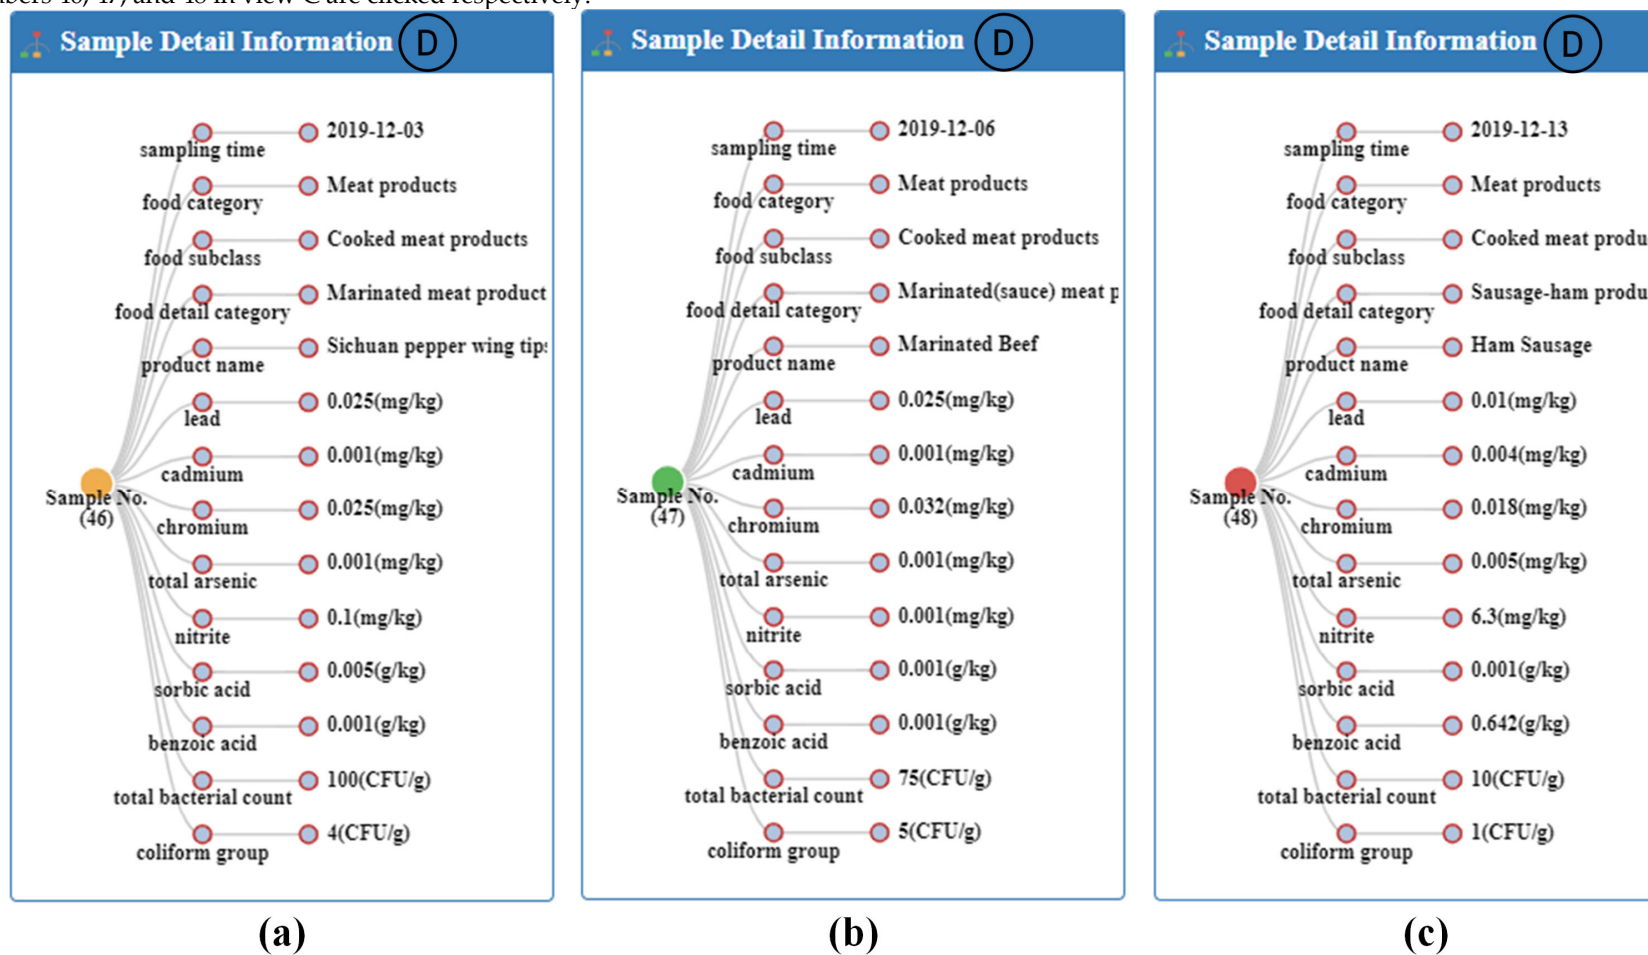 Sample Detail Information D
2019-12-03
sampling time
Meat products
food category
Cooked meat products
food subclass
Marinated meat product
food detail category
Sichuan pepper wing tips
product name
0.025(mg/kg)
lead
0.001(mg/kg)
cadmium
Sample No.
(46)
0.025(mg/kg)
chromium
0.001(mg/kg)
total arsenic
0.1(mg/kg)
nitrite
0.005(g/kg)
sorbic acid
0.001(g/kg)
benzoic acid
100(CFU/g)
total bacterial count
4(CFU/g)
coliform group
(a)
Sample Detail Information D
2019-12-06
sampling time
Meat products
food category
Cooked meat products
food subclass
Marinated(sauce) meat p
food detail category
Marinated Beef
product name
0.025(mg/kg)
lead
0.001(mg/kg)
cadmium
Sample No.
(47)
0.032(mg/kg)
chromium
0.001(mg/kg)
total arsenic
0.001(mg/kg)
nitrite
0.001(g/kg)
sorbic acid
0.001(g/kg)
benzoic acid
75(CFU/g)
total bacterial count
5(CFU/g)
coliform group
(b)
Sample Detail Information D
2019-12-13
sampling time
Meat products
food category
Cooked meat produ
food subclass
Sausage-ham produ
food detail category
Ham Sausage
product name
0.01(mg/kg)
lead
0.004(mg/kg)
cadmium
Sample No.
(48)
0.018(mg/kg)
chromium
0.005(mg/kg)
total arsenic
6.3(mg/kg)
nitrite
0.001(g/kg)
sorbic acid
0.642(g/kg)
benzoic acid
10(CFU/g)
total bacterial count
1(CFU/g)
coliform group
(c)